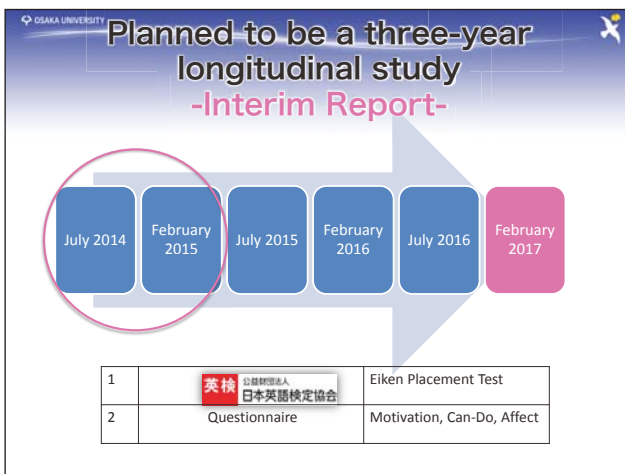 OSAKA UNIVERSITY
Planned to be a three-year
longitudinal study
-Interim Report-
July 2014
February
2015
July 2015
February
2016
July 2016
February
2017
1
英検 公益財団法人
日本英語検定協会
Eiken Placement Test
2
Questionnaire
Motivation, Can-Do, Affect